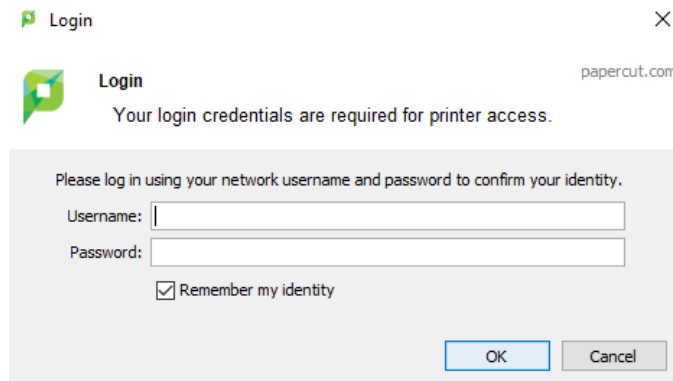 Login
papercut.com
Login
Your login credentials are required for printer access.
Please log in using your network username and password to confirm your identity.
Username:
Password:
Remember my identity
OK Cancel